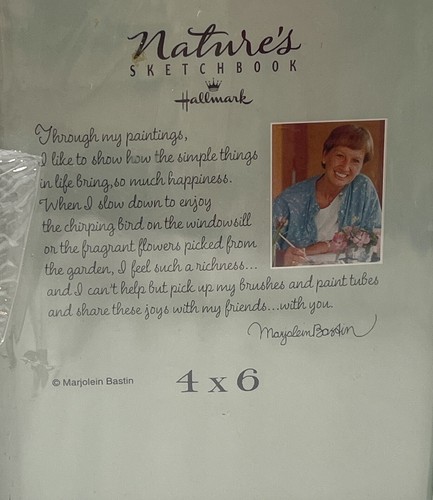 Nature's
SKETCHBOOK
Hallmark
Through my paintings,
I like to show how the simple things
in life bring, so much happiness.
When I slow down to enjoy
the chirping bird on the windowsill
or the fragrant flowers picked from
the garden, I feel such a richness...
and I can't help but pick up my brushes and paint tubes
and share these joys with my friends...with you.
Marjolein Bastin
© Marjolein Bastin
4 x 6